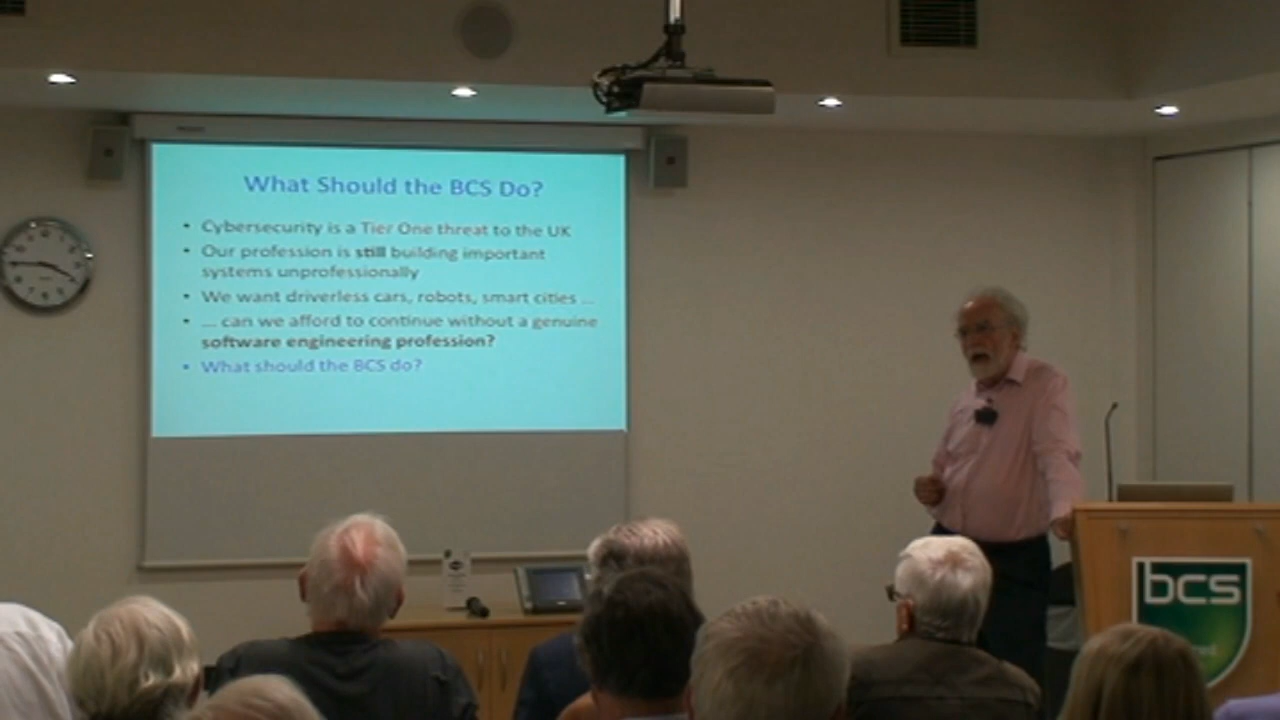 What Should the BCS Do?
• Cybersecurity is a Tier One threat to the UK
• Our profession is still building important
systems unprofessionally
• We want driverless cars, robots, smart cities ...
• ... can we afford to continue without a genuine
software engineering profession?
• What should the BCS do?
bcs